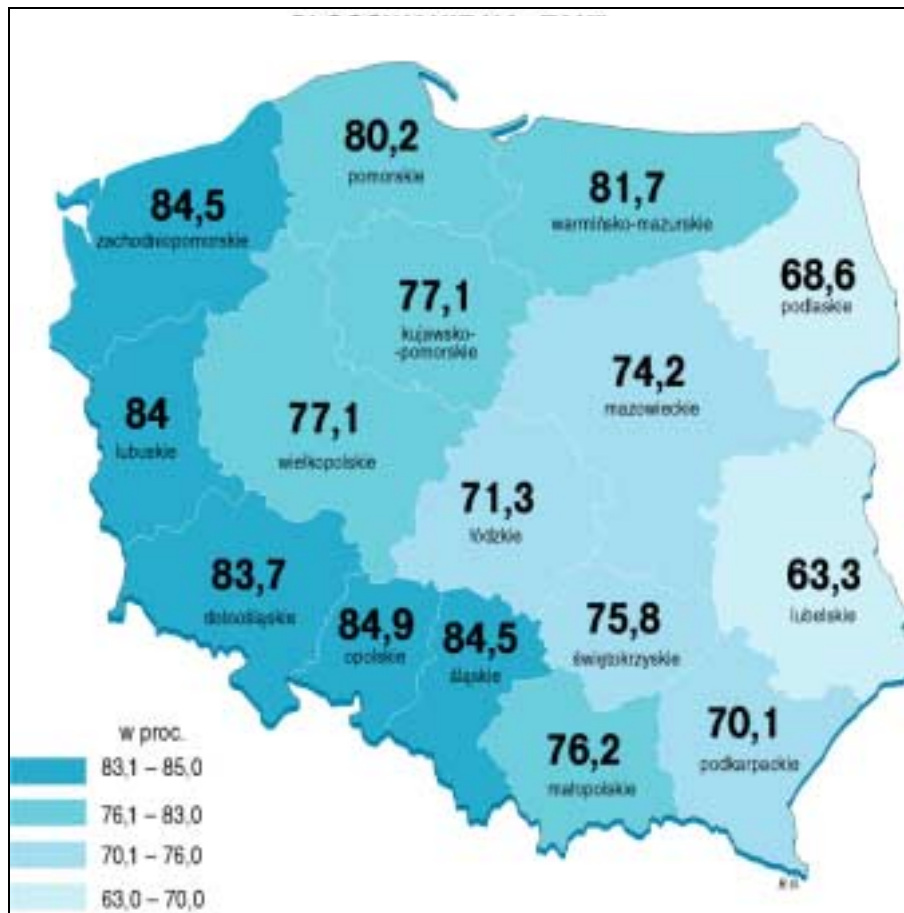 80,2
pomorskie
84,5
zachodniopomorskie
81,7
warmińsko-mazurskie
68,6
podlaskie
77,1
kujawsko-
-pomorskie
74,2
mazowieckie
84
lubuskie
77,1
wielkopolskie
71,3
łódzkie
83,7
dolnośląskie
63,3
lubelskie
84,9
opolskie
84,5
śląskie
75,8
świętokrzyskie
70,1
podkarpackie
76,2
małopolskie
w proc.
83,1 – 85,0
76,1 – 83,0
70,1 – 76,0
63,0 – 70,0